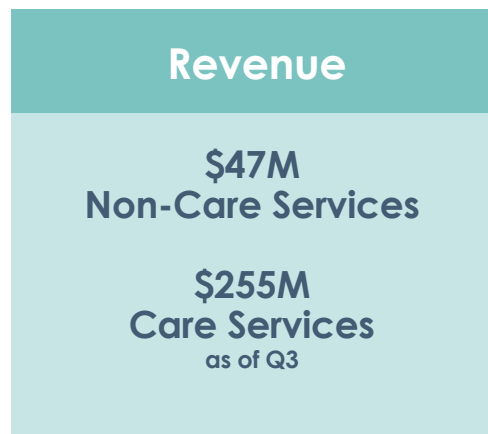 Revenue
$47M
Non-Care Services
$255M
Care Services
as of Q3